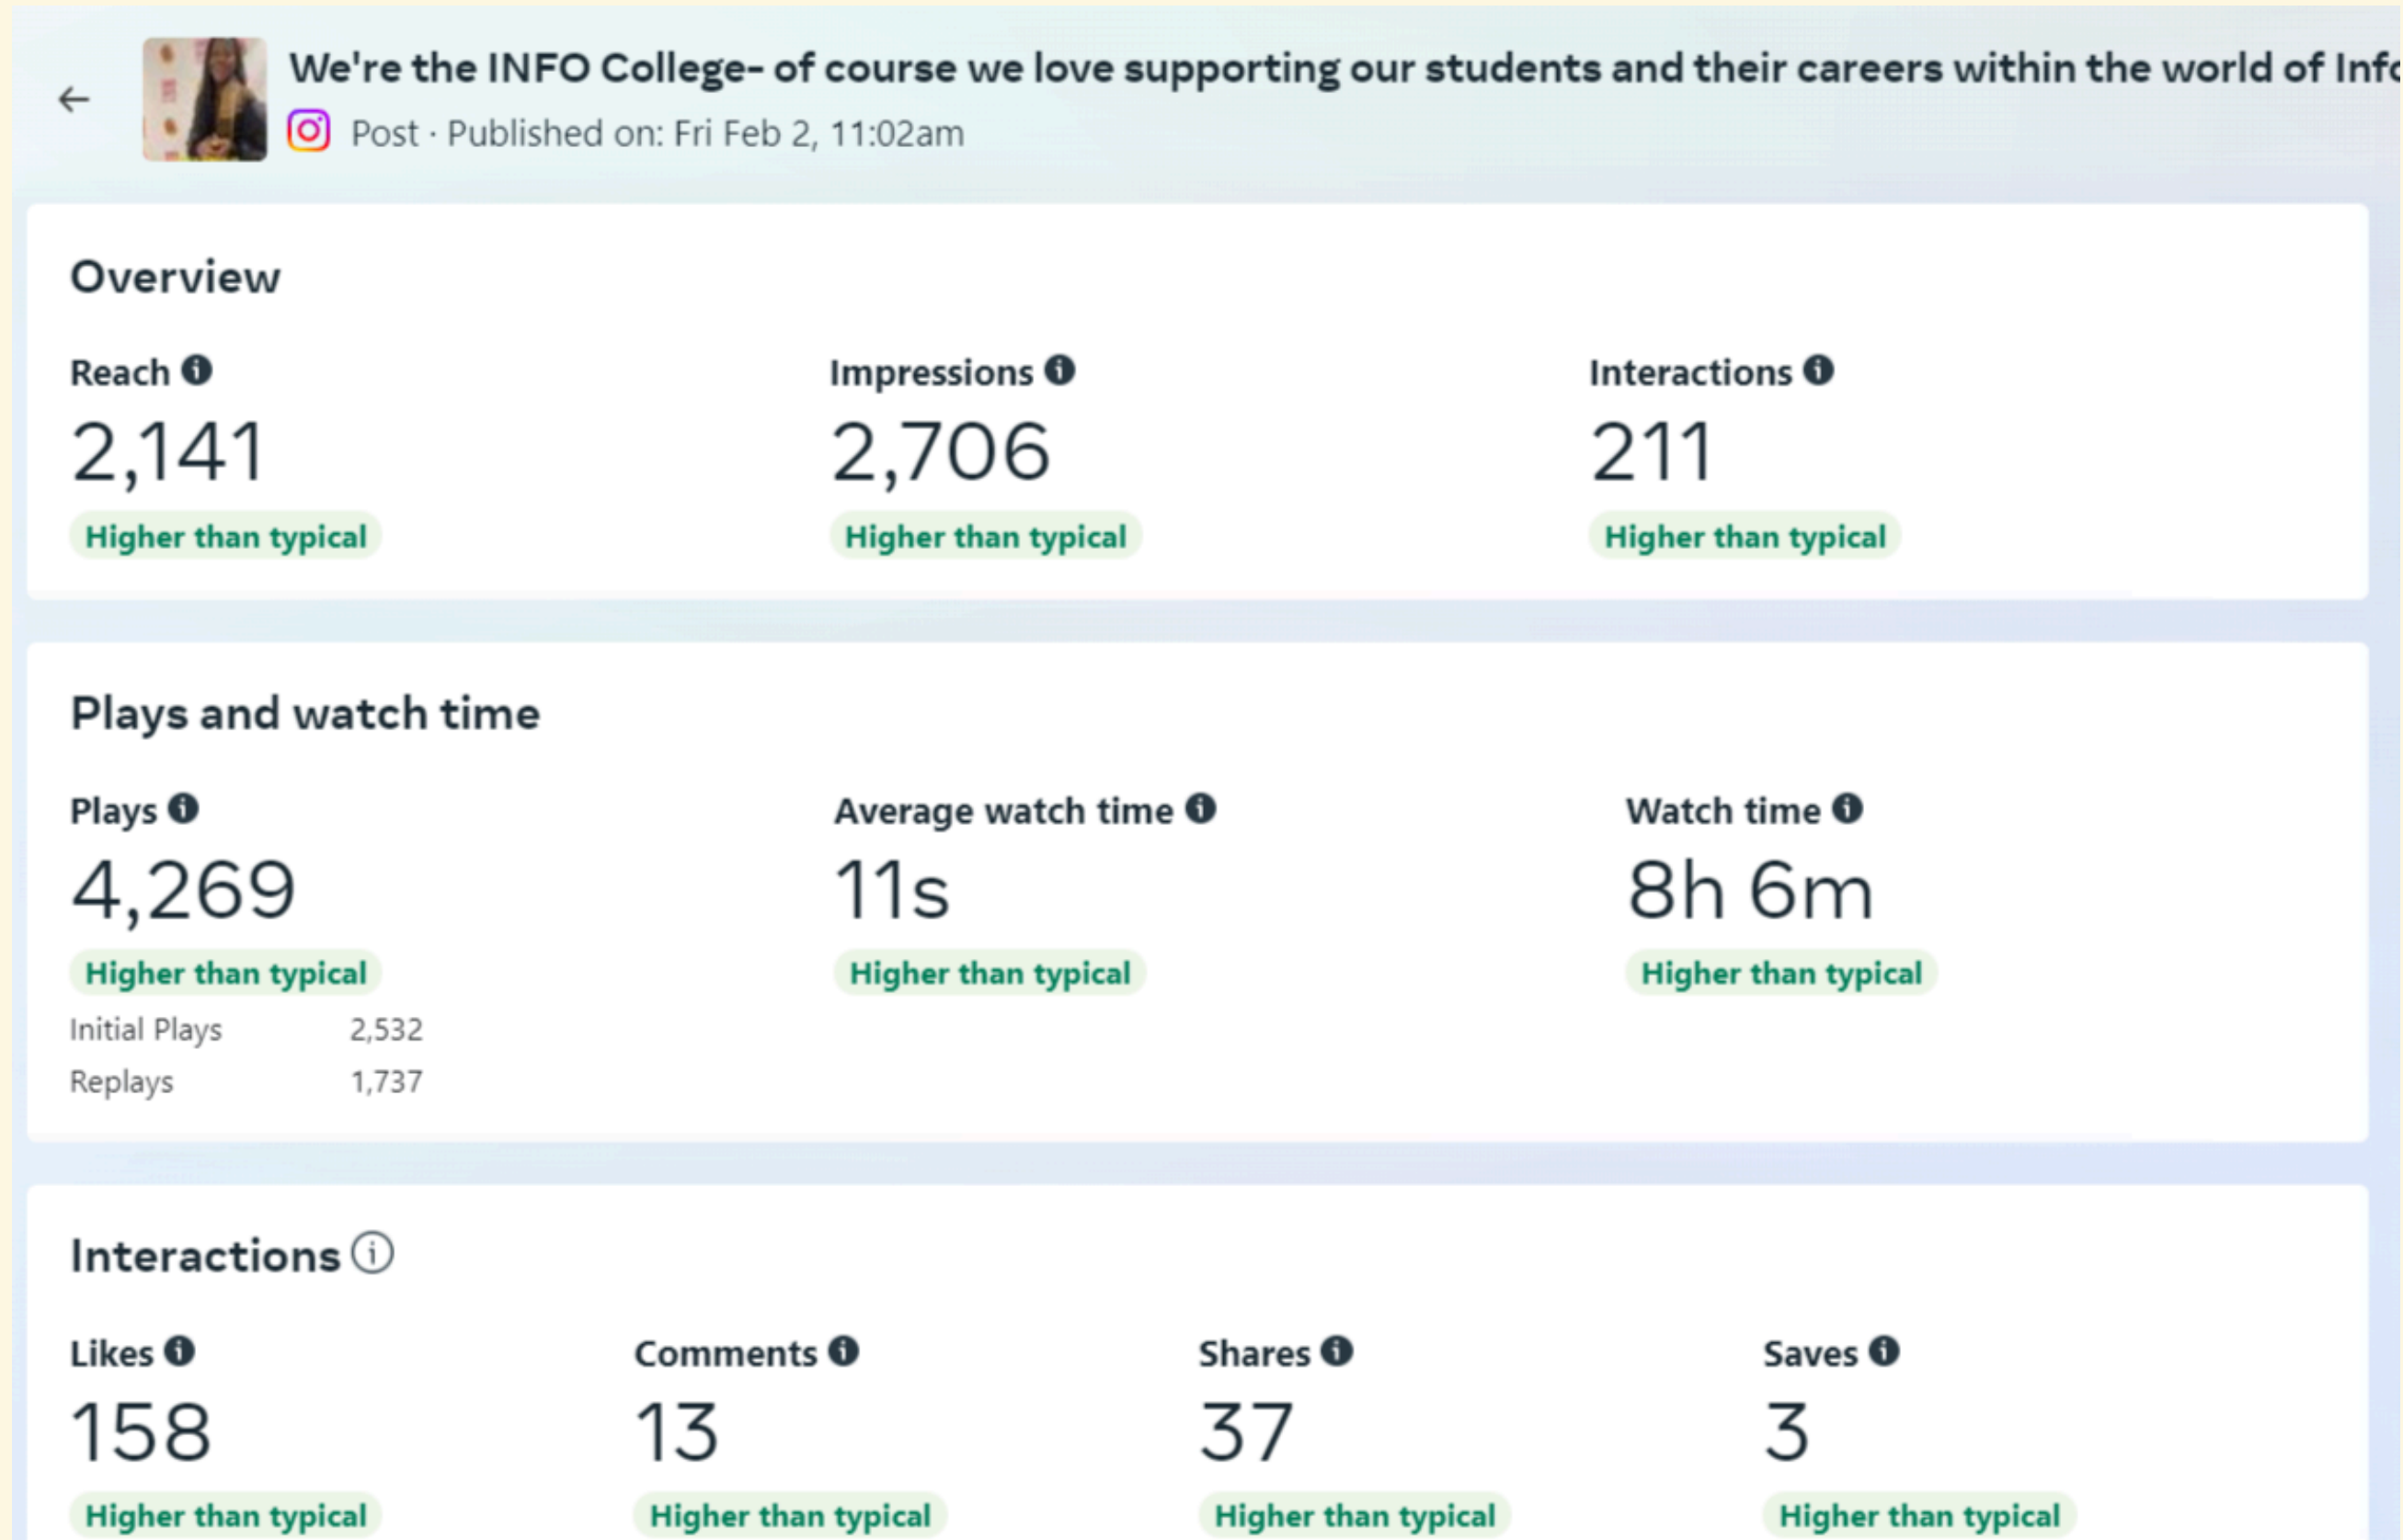 We're the INFO College- of course we love supporting our students and their careers within the world of Info
Post · Published on: Fri Feb 2, 11:02am
Overview
Reach Impressions Interactions
2,141 2,706 211
Higher than typical Higher than typical Higher than typical
Plays and watch time
Plays Average watch time Watch time
4,269 11s 8h 6m
Higher than typical Higher than typical Higher than typical
Initial Plays 2,532
Replays 1,737
Interactions
Likes Comments Shares Saves
158 13 37 3
Higher than typical Higher than typical Higher than typical Higher than typical